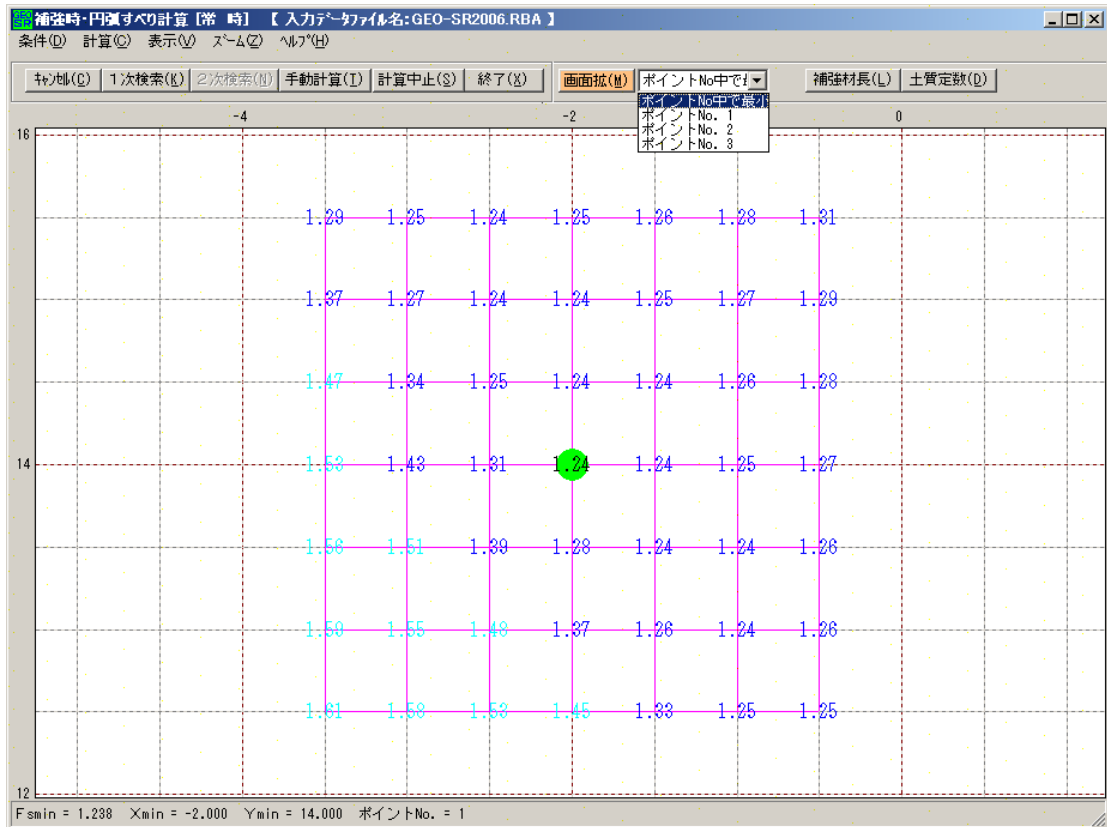 補強時・円弧すべり計算 [常 時] 【 入力データファイル名:GEO-SR2006.RBA 】
条件(D) 計算(C) 表示(V) ズーム(Z) ヘルプ(H)
キャンセル(C) 1次検索(K) 2次検索(N) 手動計算(I) 計算中止(S) 終了(X) 画面拡(M) ポイントNo中で 補強材長(L) 土質定数(D)
ポイントNo中で最小
ポイントNo. 1
ポイントNo. 2
ポイントNo. 3
-4 -2 0
16
1.29 1.25 1.24 1.25 1.26 1.28 1.31
1.37 1.27 1.24 1.24 1.25 1.27 1.29
1.47 1.34 1.25 1.24 1.24 1.26 1.28
14 1.53 1.43 1.31 1.24 1.24 1.25 1.27
1.56 1.51 1.39 1.28 1.24 1.24 1.26
1.59 1.55 1.48 1.37 1.26 1.24 1.26
1.61 1.58 1.53 1.45 1.33 1.25 1.25
12
Fsmin = 1.238 Xmin = -2.000 Ymin = 14.000 ポイントNo. = 1